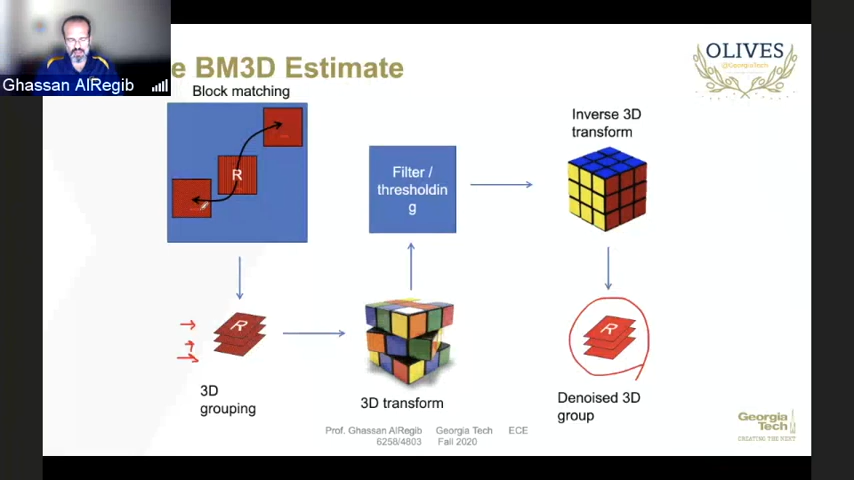 Ghassan AlRegib
e BM3D Estimate
OLIVES
@GeorgiaTech
Block matching
R
Filter /
thresholdin
g
Inverse 3D
transform
R
3D
grouping
3D transform
R
Denoised 3D
group
Prof. Ghassan AlRegib Georgia Tech ECE
6258/4803 Fall 2020
Georgia
Tech
CREATING THE NEXT